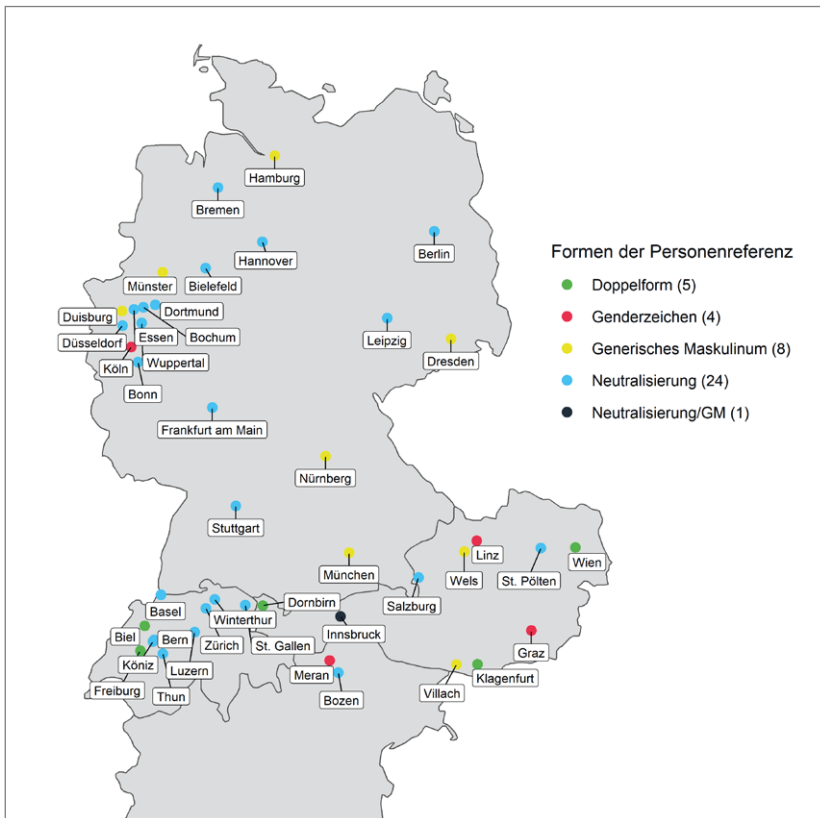 Hamburg
Bremen
Hannover
Berlin
Münster
Bielefeld
Duisburg
Dortmund
Düsseldorf
Essen
Bochum
Leipzig
Dresden
Köln
Wuppertal
Bonn
Frankfurt am Main
Nürnberg
Stuttgart
München
Linz
Wels
St. Pölten
Wien
Salzburg
Basel
Dornbirn
Winterthur
Biel
Bern
Zürich
St. Gallen
Innsbruck
Graz
Köniz
Luzern
Meran
Klagenfurt
Freiburg
Thun
Bozen
Villach
Formen der Personenreferenz
Doppelform (5)
Genderzeichen (4)
Generisches Maskulinum (8)
Neutralisierung (24)
Neutralisierung/GM (1)